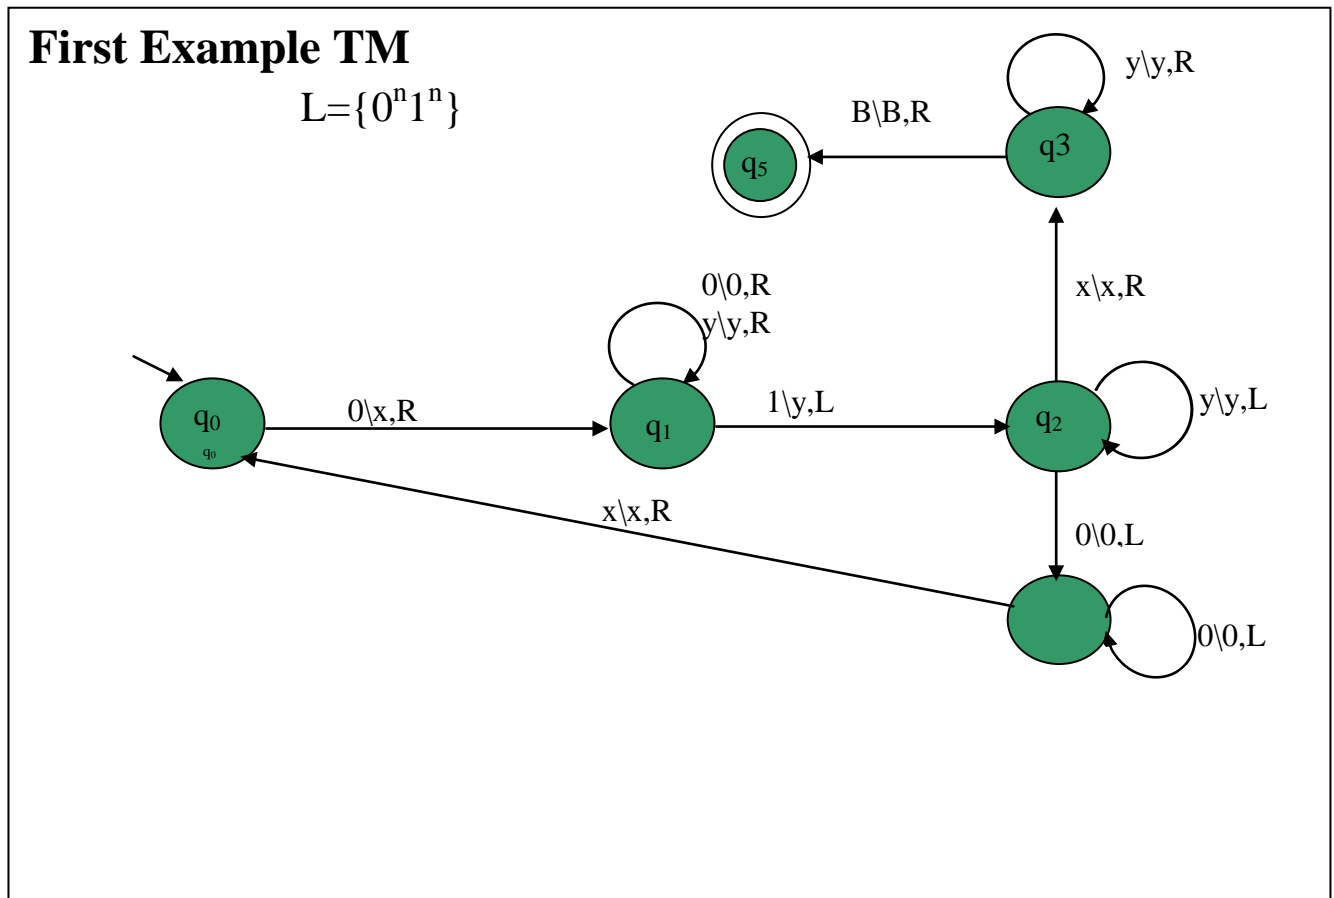 First Example TM
L={0ⁿ1ⁿ}
y\y,R
B\B,R
q3
q₅
0\0,R
y\y,R
x\x,R
q₀
q₀
0\x,R
q₁
1\y,L
q₂
y\y,L
x\x,R
0\0,L
0\0,L